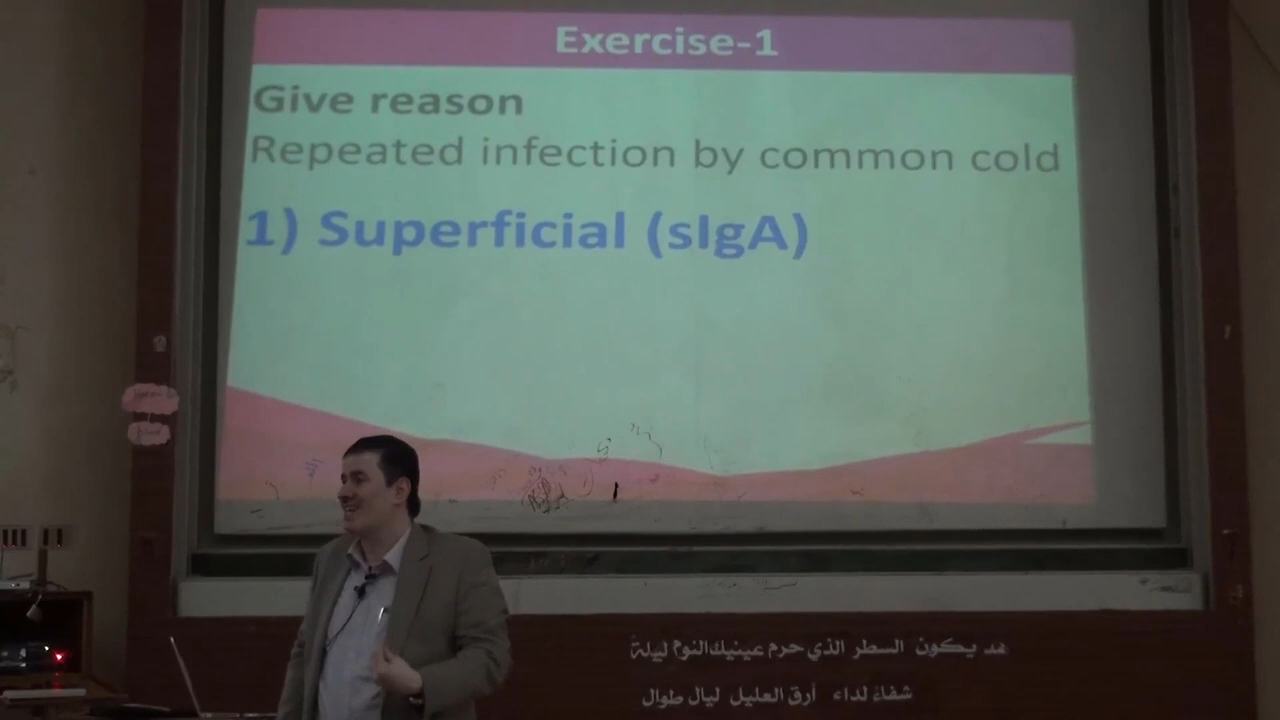 Exercise-1
Give reason
Repeated infection by common cold
1) Superficial (sIgA)
قد يكون السطر الذي حرم عينيك النوم ليلة
شفاءً لداء أرق العليل ليال طوال